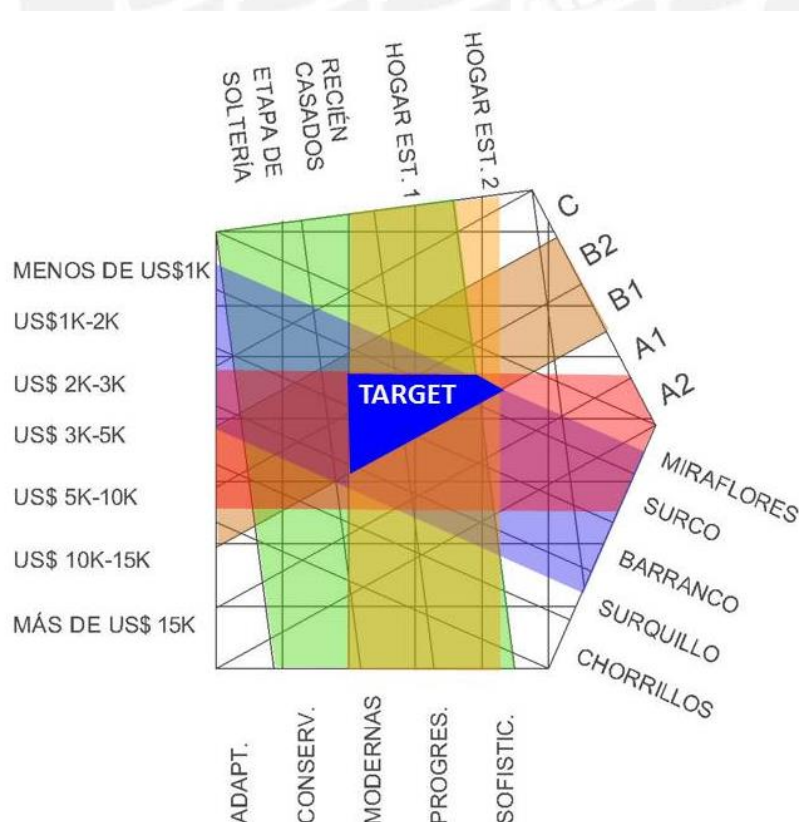 ETAPA DE
SOLTERÍA
RECIÉN
CASADOS
HOGAR EST. 1
HOGAR EST. 2
C
B2
B1
A1
A2
MENOS DE US$1K
US$1K-2K
US$ 2K-3K
US$ 3K-5K
US$ 5K-10K
US$ 10K-15K
MÁS DE US$ 15K
TARGET
MIRAFLORES
SURCO
BARRANCO
SURQUILLO
CHORRILLOS
ADAPT.
CONSERV.
MODERNAS
PROGRES.
SOFISTIC.